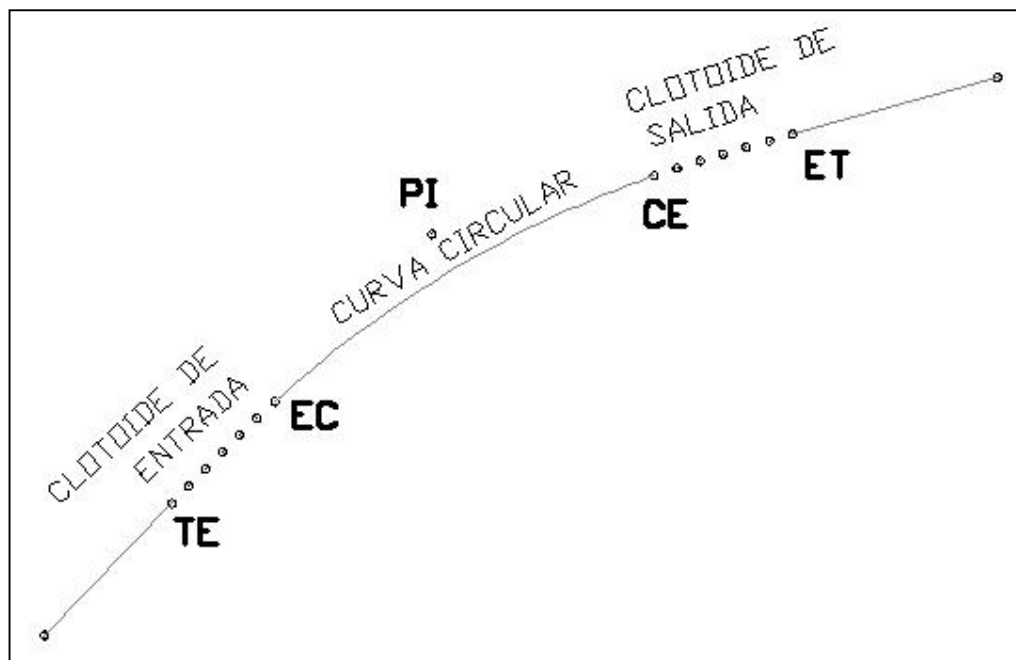 CLOTOIDE DE
SALIDA
ET
PI
CE
CURVA CIRCULAR
CLOTOIDE DE
ENTRADA
EC
TE